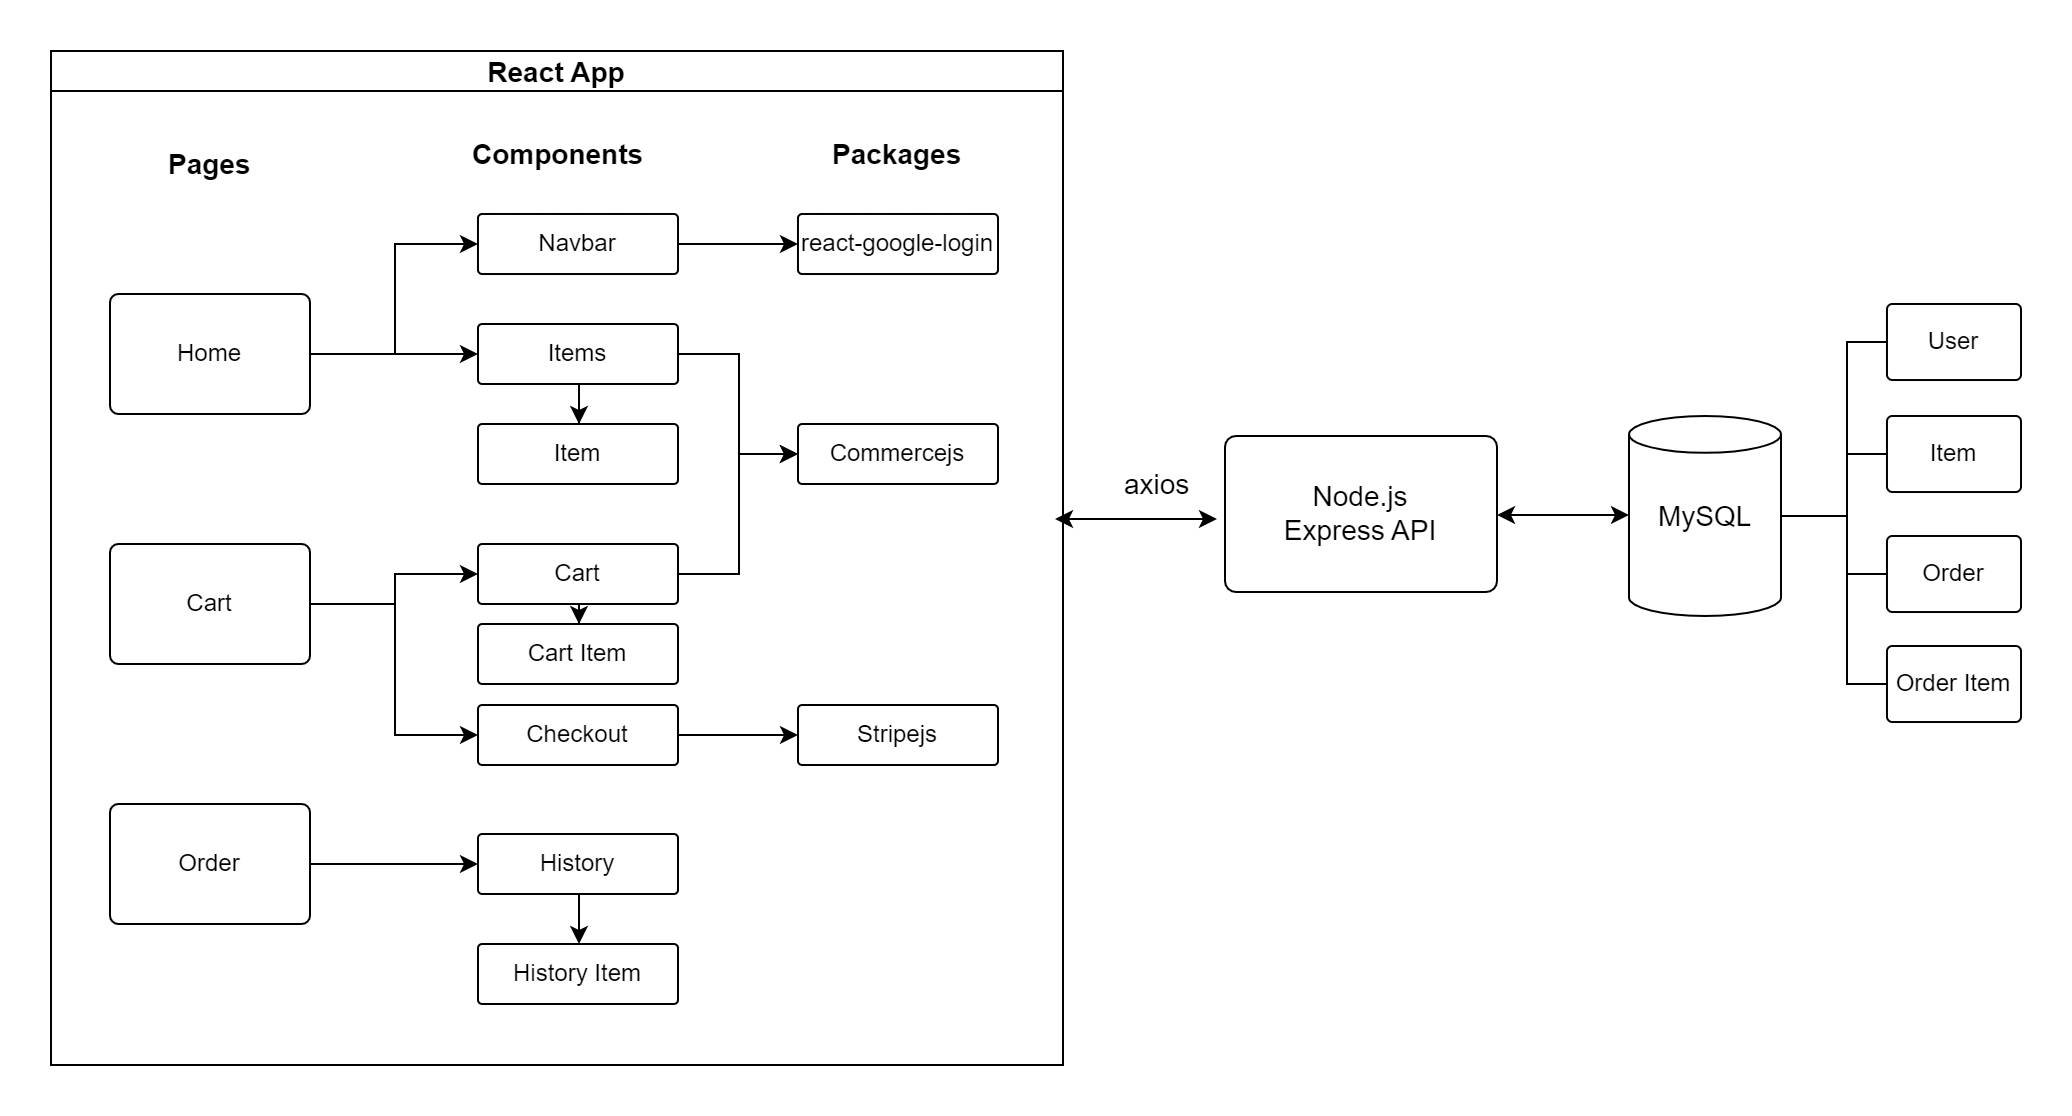 React App
Pages
Components
Packages
Navbar
react-google-login
Home
Items
Item
Commercejs
Cart
Cart
Cart Item
Checkout
Stripejs
Order
History
History Item
axios
Node.js
Express API
MySQL
User
Item
Order
Order Item